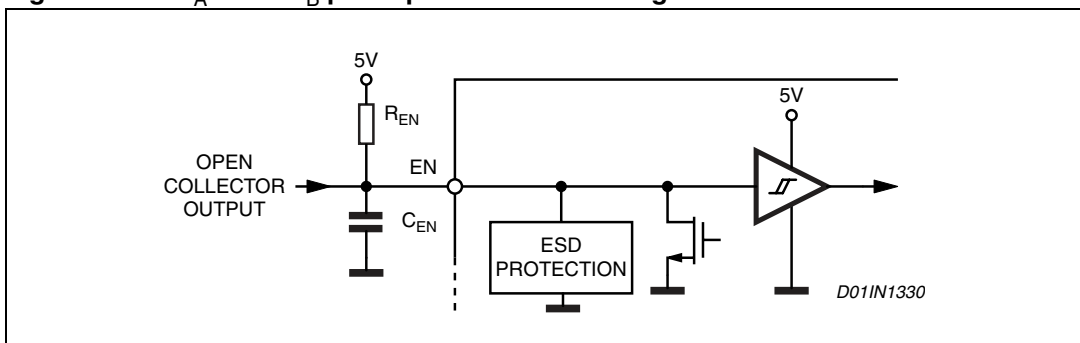 A B
5V
R_EN
5V
EN
OPEN
COLLECTOR
OUTPUT
C_EN
ESD
PROTECTION
D01IN1330